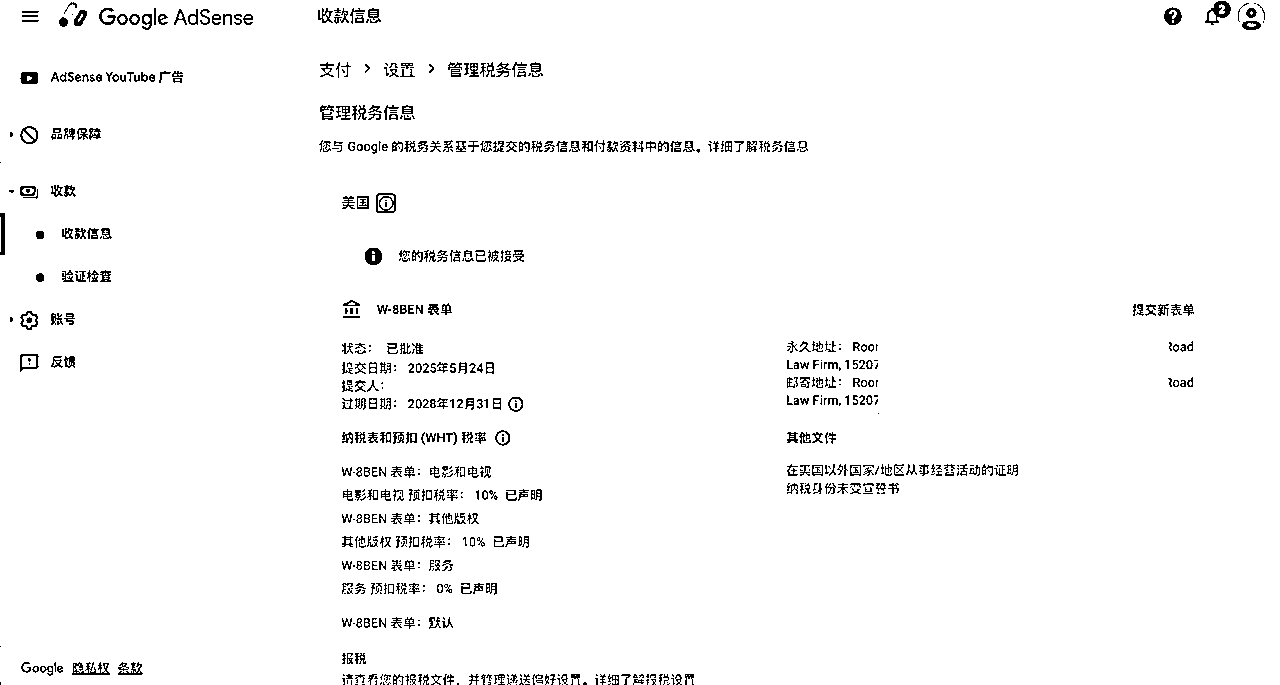 Google AdSense
收款信息
2
AdSense YouTube 广告
品牌保障
收款
收款信息
验证检查
账号
反馈
Google 隐私权 条款
支付 > 设置 > 管理税务信息
管理税务信息
您与 Google 的税务关系基于您提交的税务信息和付款资料中的信息。详细了解税务信息
美国
您的税务信息已被接受
W-8BEN 表单
提交新表单
状态： 已批准
提交日期： 2025年5月24日
提交人：
过期日期： 2028年12月31日
永久地址： Roor Road
Law Firm, 15207
邮寄地址： Roor Road
Law Firm, 15207
纳税表和预扣 (WHT) 税率
W-8BEN 表单：电影和电视
电影和电视 预扣税率： 10% 已声明
W-8BEN 表单：其他版权
其他版权 预扣税率： 10% 已声明
W-8BEN 表单：服务
服务 预扣税率： 0% 已声明
W-8BEN 表单：默认
其他文件
在美国以外国家/地区从事经营活动的证明
纳税身份未变宣誓书
报税
请查看您的报税文件，并管理递送偏好设置。详细了解报税设置